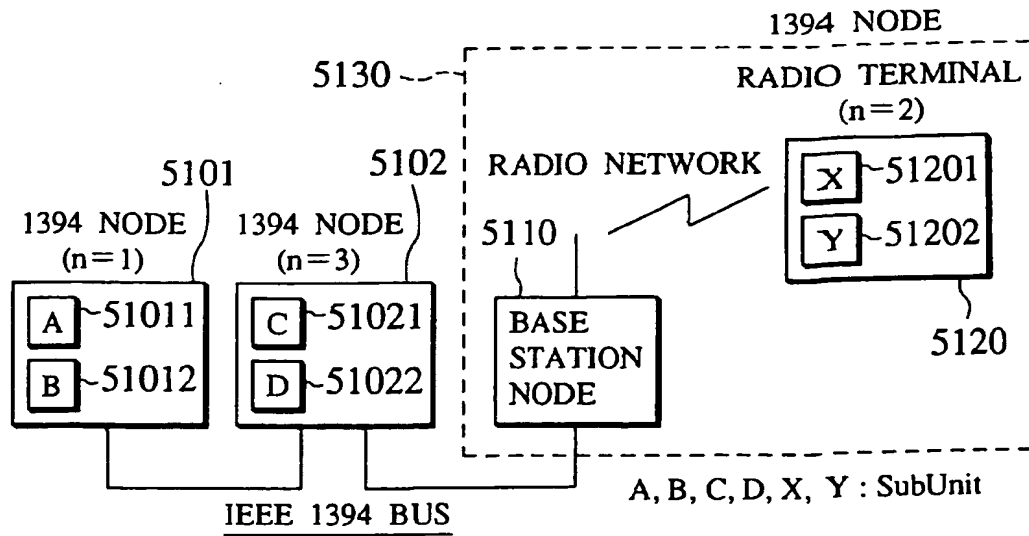 1394 NODE
5130
RADIO TERMINAL
(n=2)
X 51201
Y 51202
5120
RADIO NETWORK
5110
BASE
STATION
NODE
5101
1394 NODE
(n=1)
A 51011
B 51012
5102
1394 NODE
(n=3)
C 51021
D 51022
IEEE 1394 BUS
A, B, C, D, X, Y : SubUnit